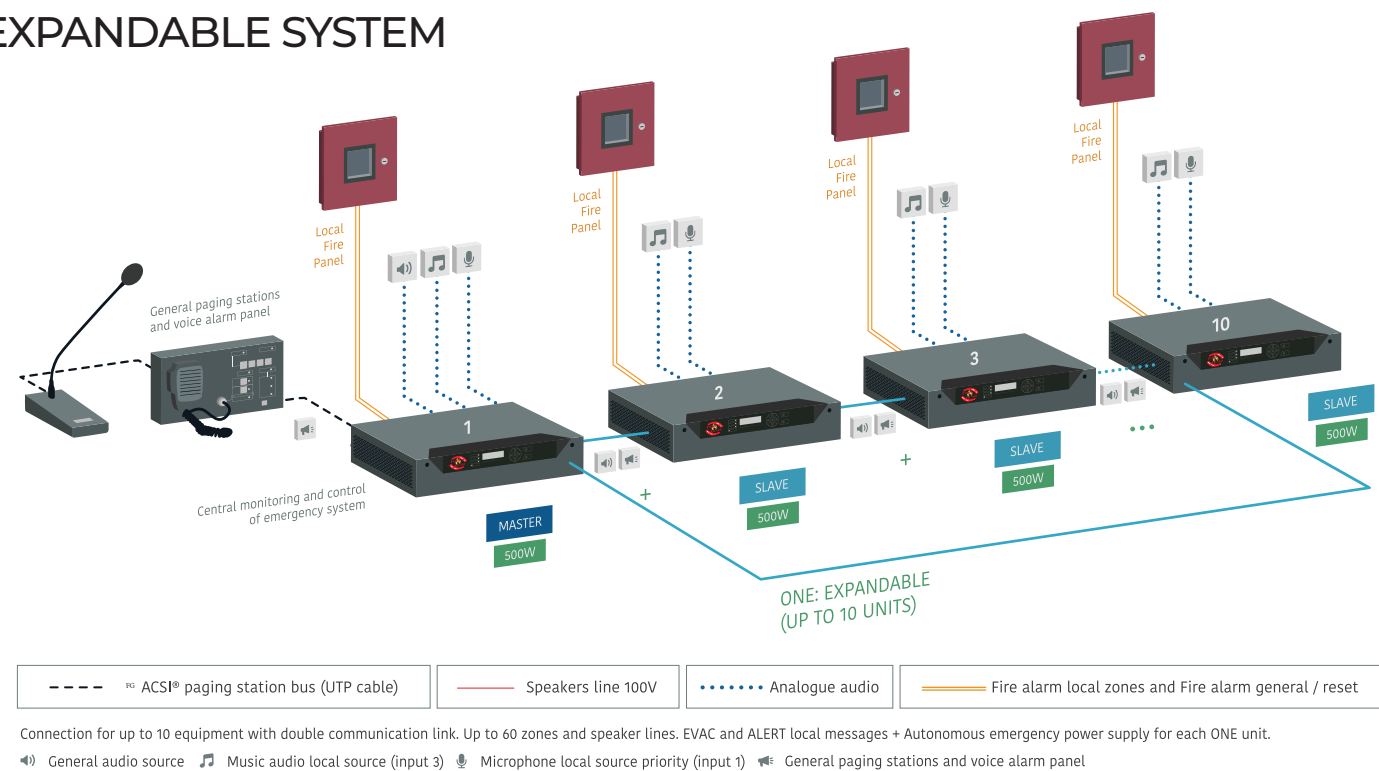 EXPANDABLE SYSTEM
Local
Fire
Panel
Local
Fire
Panel
Local
Fire
Panel
Local
Fire
Panel
General paging stations
and voice alarm panel
1
2
3
10
Central monitoring and control
of emergency system
MASTER
500W
+
SLAVE
500W
+
SLAVE
500W
...
SLAVE
500W
ONE: EXPANDABLE
(UP TO 10 UNITS)
FG ACSI® paging station bus (UTP cable)
Speakers line 100V
Analogue audio
Fire alarm local zones and Fire alarm general / reset
Connection for up to 10 equipment with double communication link. Up to 60 zones and speaker lines. EVAC and ALERT local messages + Autonomous emergency power supply for each ONE unit.
General audio source Music audio local source (input 3) Microphone local source priority (input 1) General paging stations and voice alarm panel